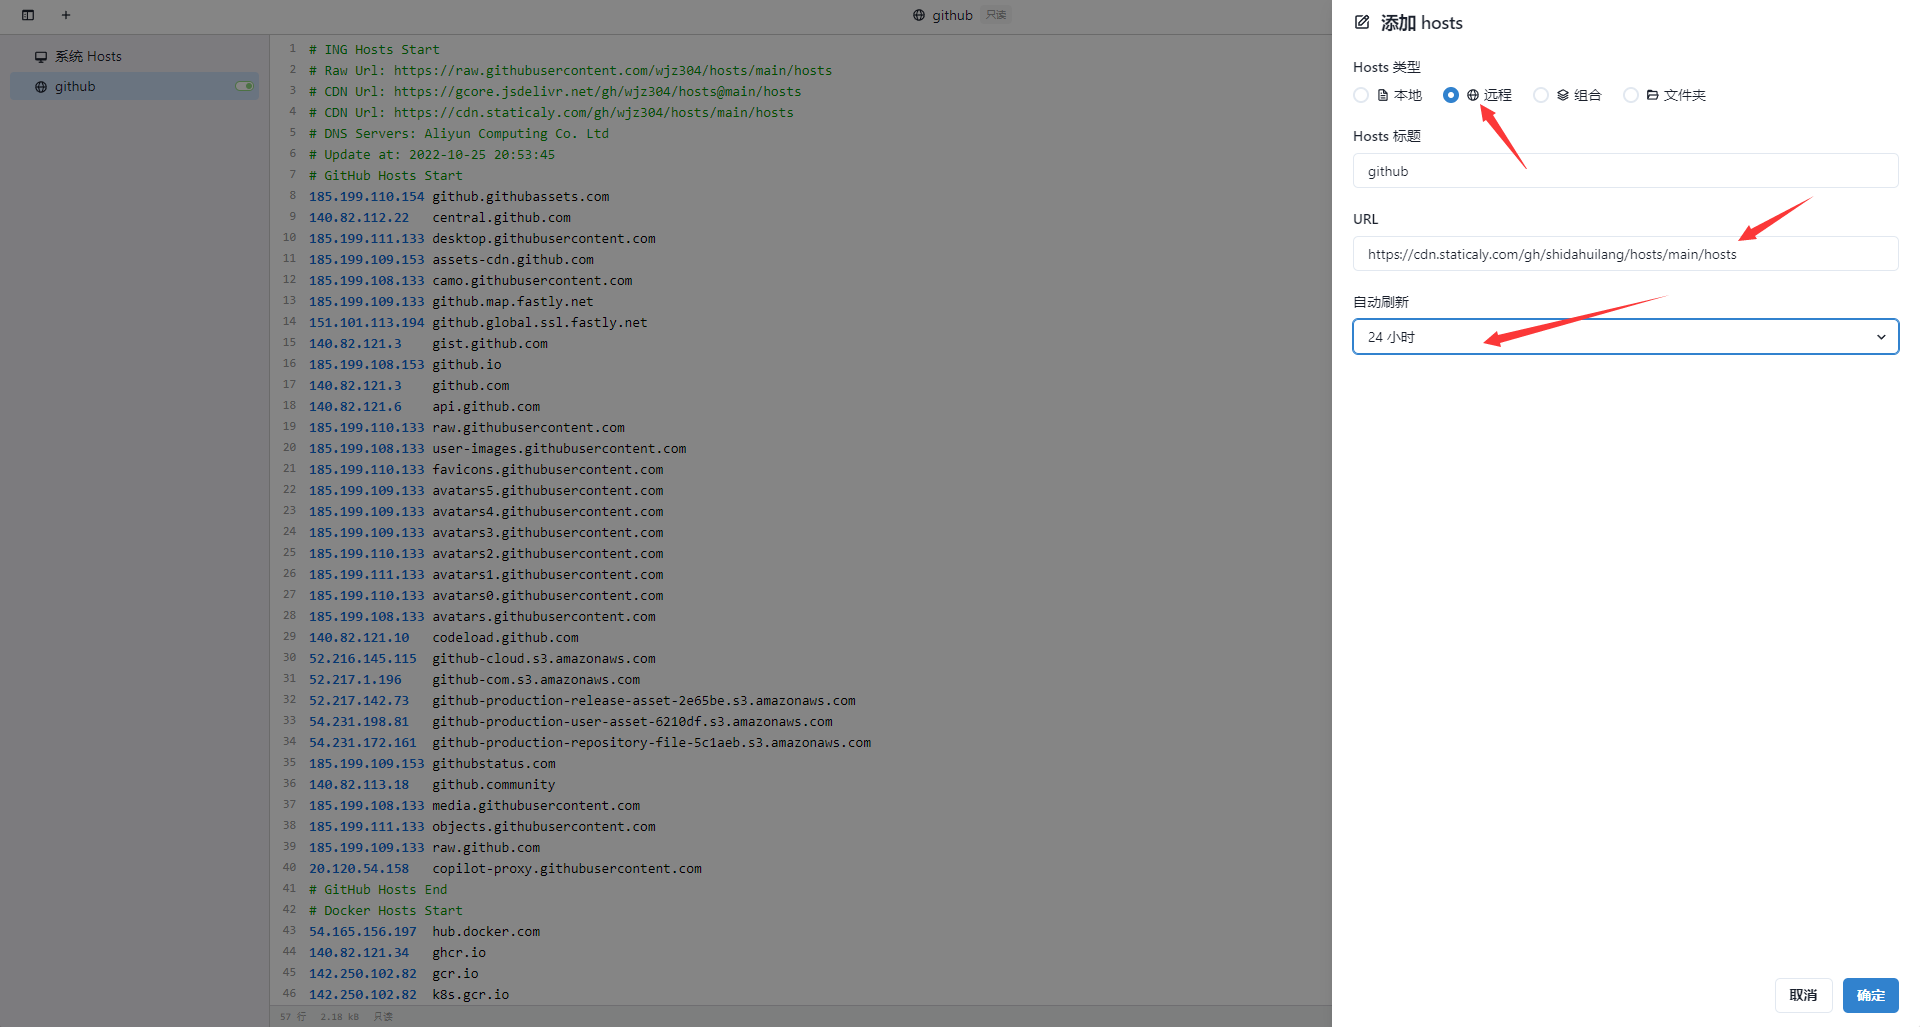 github 只读
系统 Hosts
github
1 # ING Hosts Start
2 # Raw Url: https://raw.githubusercontent.com/wjz304/hosts/main/hosts
3 # CDN Url: https://gcore.jsdelivr.net/gh/wjz304/hosts@main/hosts
4 # CDN Url: https://cdn.staticaly.com/gh/wjz304/hosts/main/hosts
5 # DNS Servers: Aliyun Computing Co. Ltd
6 # Update at: 2022-10-25 20:53:45
7 # GitHub Hosts Start
8 185.199.110.154 github.githubassets.com
9 140.82.112.22 central.github.com
10 185.199.111.133 desktop.githubusercontent.com
11 185.199.109.153 assets-cdn.github.com
12 185.199.108.133 camo.githubusercontent.com
13 185.199.109.133 github.map.fastly.net
14 151.101.113.194 github.global.ssl.fastly.net
15 140.82.121.3 gist.github.com
16 185.199.108.153 github.io
17 140.82.121.3 github.com
18 140.82.121.6 api.github.com
19 185.199.110.133 raw.githubusercontent.com
20 185.199.108.133 user-images.githubusercontent.com
21 185.199.110.133 favicons.githubusercontent.com
22 185.199.109.133 avatars5.githubusercontent.com
23 185.199.109.133 avatars4.githubusercontent.com
24 185.199.109.133 avatars3.githubusercontent.com
25 185.199.110.133 avatars2.githubusercontent.com
26 185.199.111.133 avatars1.githubusercontent.com
27 185.199.110.133 avatars0.githubusercontent.com
28 185.199.108.133 avatars.githubusercontent.com
29 140.82.121.10 codeload.github.com
30 52.216.145.115 github-cloud.s3.amazonaws.com
31 52.217.1.196 github-com.s3.amazonaws.com
32 52.217.142.73 github-production-release-asset-2e65be.s3.amazonaws.com
33 54.231.198.81 github-production-user-asset-6210df.s3.amazonaws.com
34 54.231.172.161 github-production-repository-file-5c1aeb.s3.amazonaws.com
35 185.199.109.153 githubstatus.com
36 140.82.113.18 github.community
37 185.199.108.133 media.githubusercontent.com
38 185.199.111.133 objects.githubusercontent.com
39 185.199.109.133 raw.github.com
40 20.120.54.158 copilot-proxy.githubusercontent.com
41 # GitHub Hosts End
42 # Docker Hosts Start
43 54.165.156.197 hub.docker.com
44 140.82.121.34 ghcr.io
45 142.250.102.82 gcr.io
46 142.250.102.82 k8s.gcr.io
57 行 2.18 kB 只读
添加 hosts
Hosts 类型
本地 远程 组合 文件夹
Hosts 标题
github
URL
https://cdn.staticaly.com/gh/shidahuilang/hosts/main/hosts
自动刷新
24 小时
取消 确定